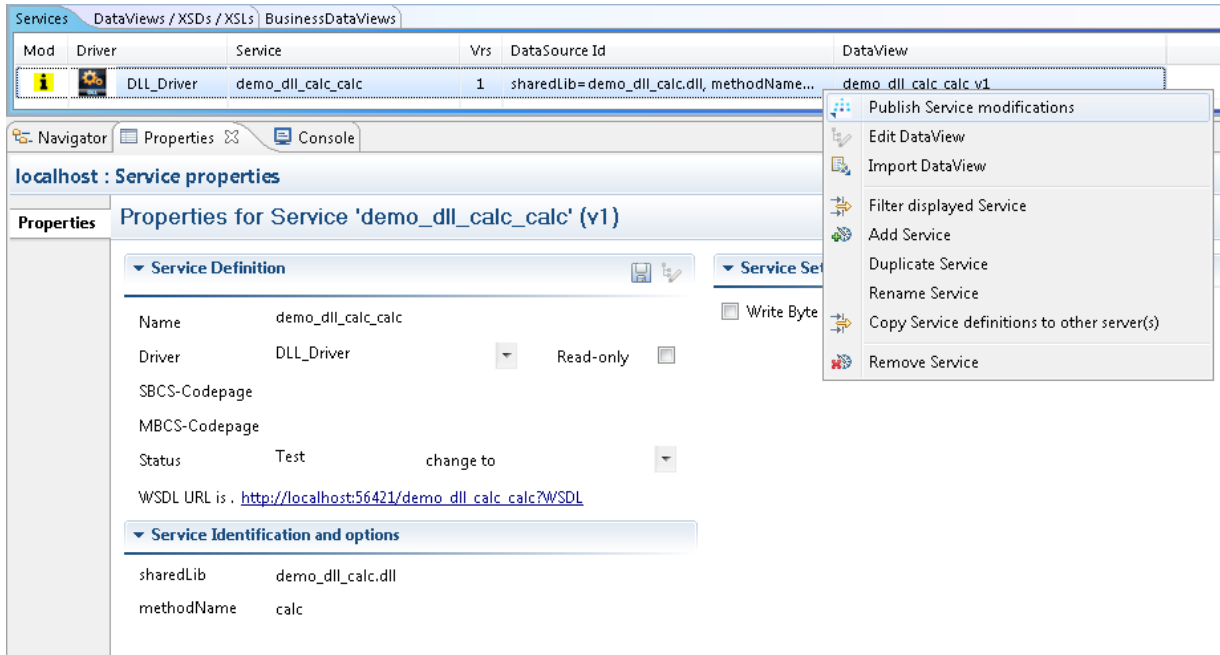 Services DataViews / XSDs / XSLs BusinessDataViews
Mod Driver Service Vrs DataSource Id DataView
DLL_Driver demo_dll_calc_calc 1 sharedLib=demo_dll_calc.dll, methodName... demo_dll_calc_calc_v1
Publish Service modifications
Edit DataView
Import DataView
Filter displayed Service
Add Service
Duplicate Service
Rename Service
Copy Service definitions to other server(s)
Remove Service
Navigator Properties Console
localhost : Service properties
Properties
Properties for Service 'demo_dll_calc_calc' (v1)
Service Definition
Name demo_dll_calc_calc
Driver DLL_Driver Read-only
SBCS-Codepage
MBCS-Codepage
Status Test change to
WSDL URL is . http://localhost:56421/demo_dll_calc_calc?WSDL
Service Identification and options
sharedLib demo_dll_calc.dll
methodName calc
Service Set
Write Byte